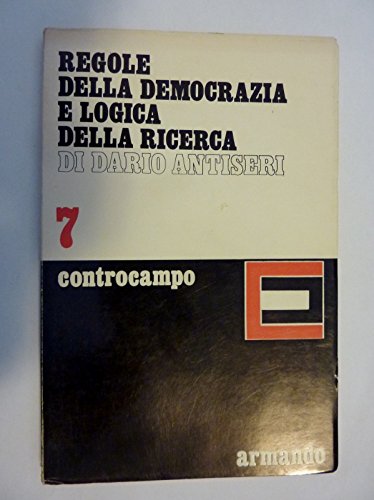 REGOLE
DELLA DEMOCRAZIA
E LOGICA
DELLA RICERCA
DI DARIO ANTISERI
7
controcampo
armando